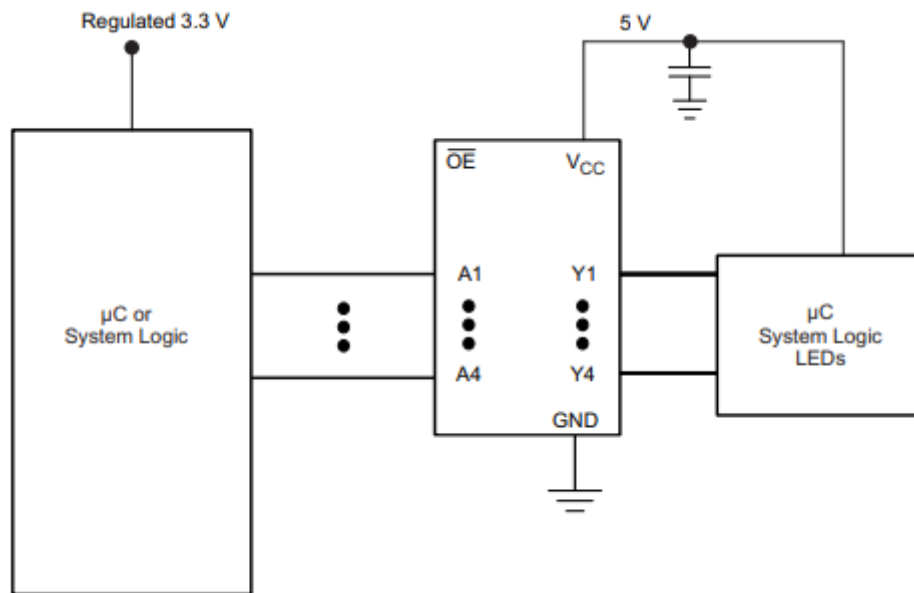 Regulated 3.3 V
5 V
OE
VCC
A1
Y1
µC or
System Logic
µC
System Logic
LEDs
A4
Y4
GND